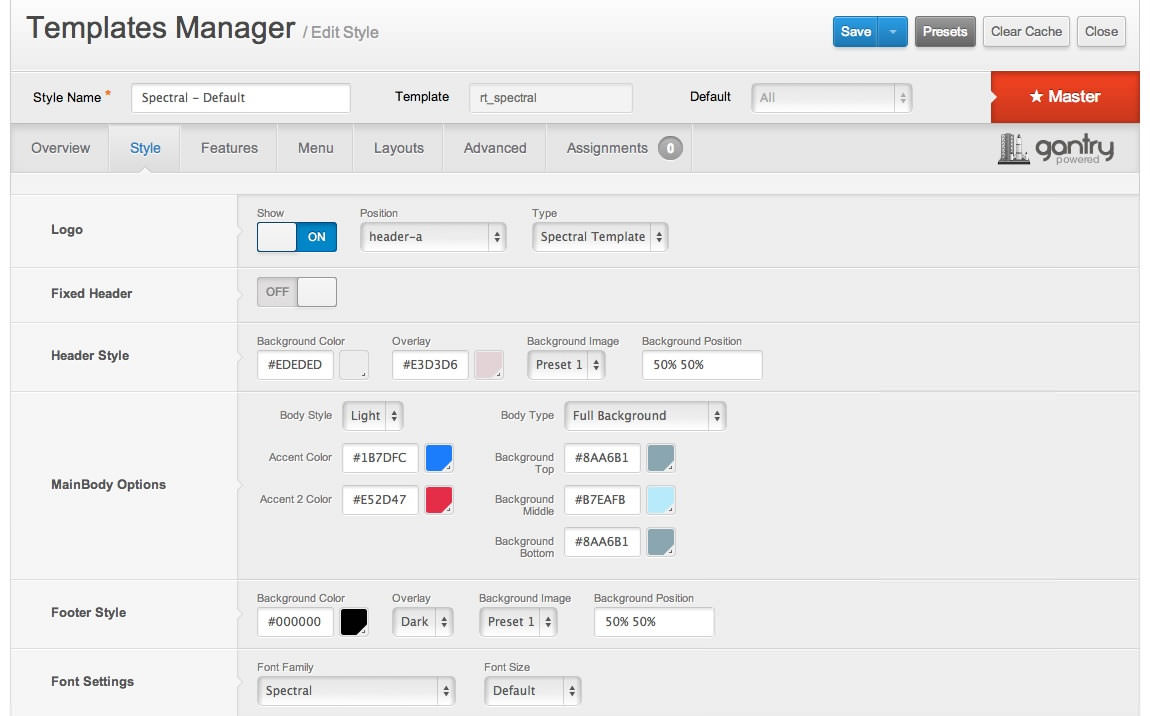 Templates Manager / Edit Style
Save Presets Clear Cache Close
Style Name * Spectral – Default Template rt_spectral Default All ★ Master
Overview Style Features Menu Layouts Advanced Assignments 0 gantry
powered
Show Position Type
Logo ON header-a Spectral Template
Fixed Header OFF
Background Color Overlay Background Image Background Position
Header Style #EDEDED #E3D3D6 Preset 1 50% 50%
Body Style Light Body Type Full Background
Accent Color #1B7DFC Background
Top #8AA6B1
MainBody Options
Accent 2 Color #E52D47 Background
Middle #B7EAFB
Background
Bottom #8AA6B1
Background Color Overlay Background Image Background Position
Footer Style #000000 Dark Preset 1 50% 50%
Font Family Font Size
Font Settings Spectral Default